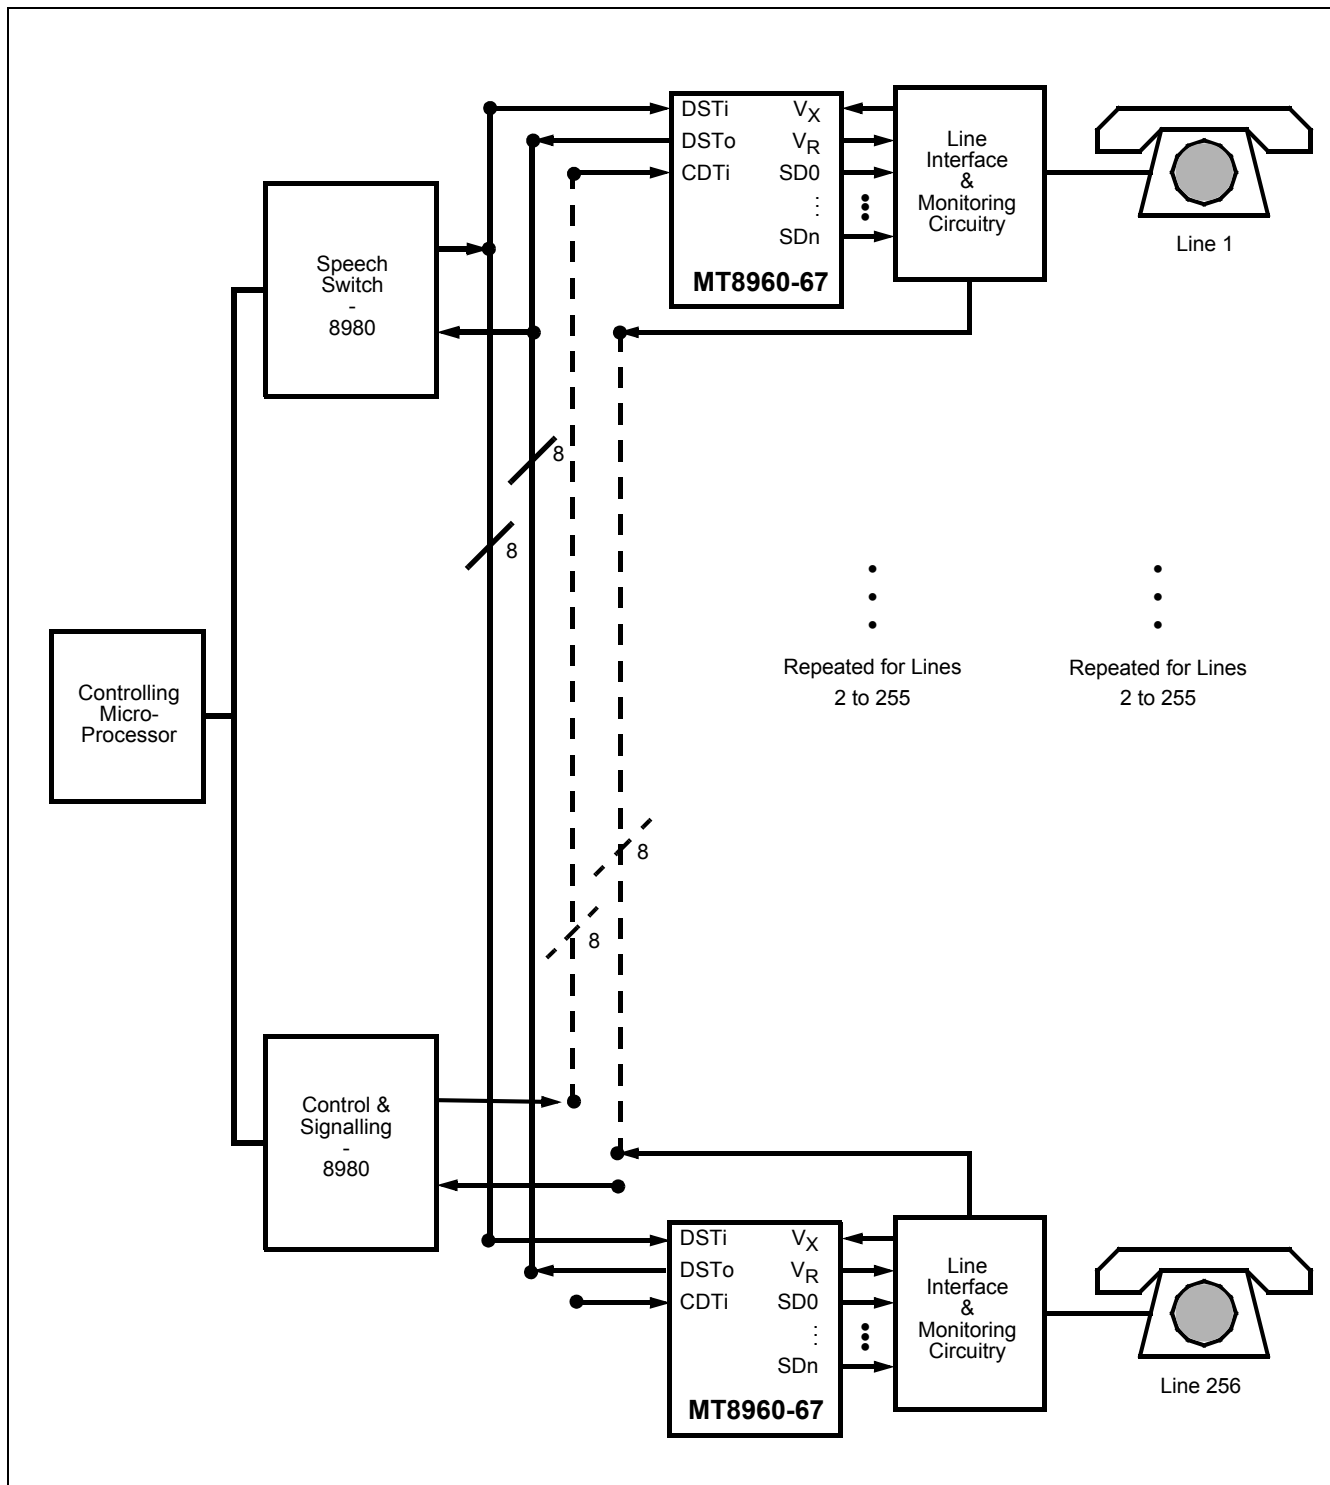 DSTi
DSTo
CDTi
VX
VR
SD0
SDn
MT8960-67
Line
Interface
&
Monitoring
Circuitry
Line 1
Speech
Switch
-
8980
8
8
Repeated for Lines
2 to 255
Repeated for Lines
2 to 255
Controlling
Micro-
Processor
8
8
Control &
Signalling
-
8980
DSTi
DSTo
CDTi
VX
VR
SD0
SDn
MT8960-67
Line
Interface
&
Monitoring
Circuitry
Line 256